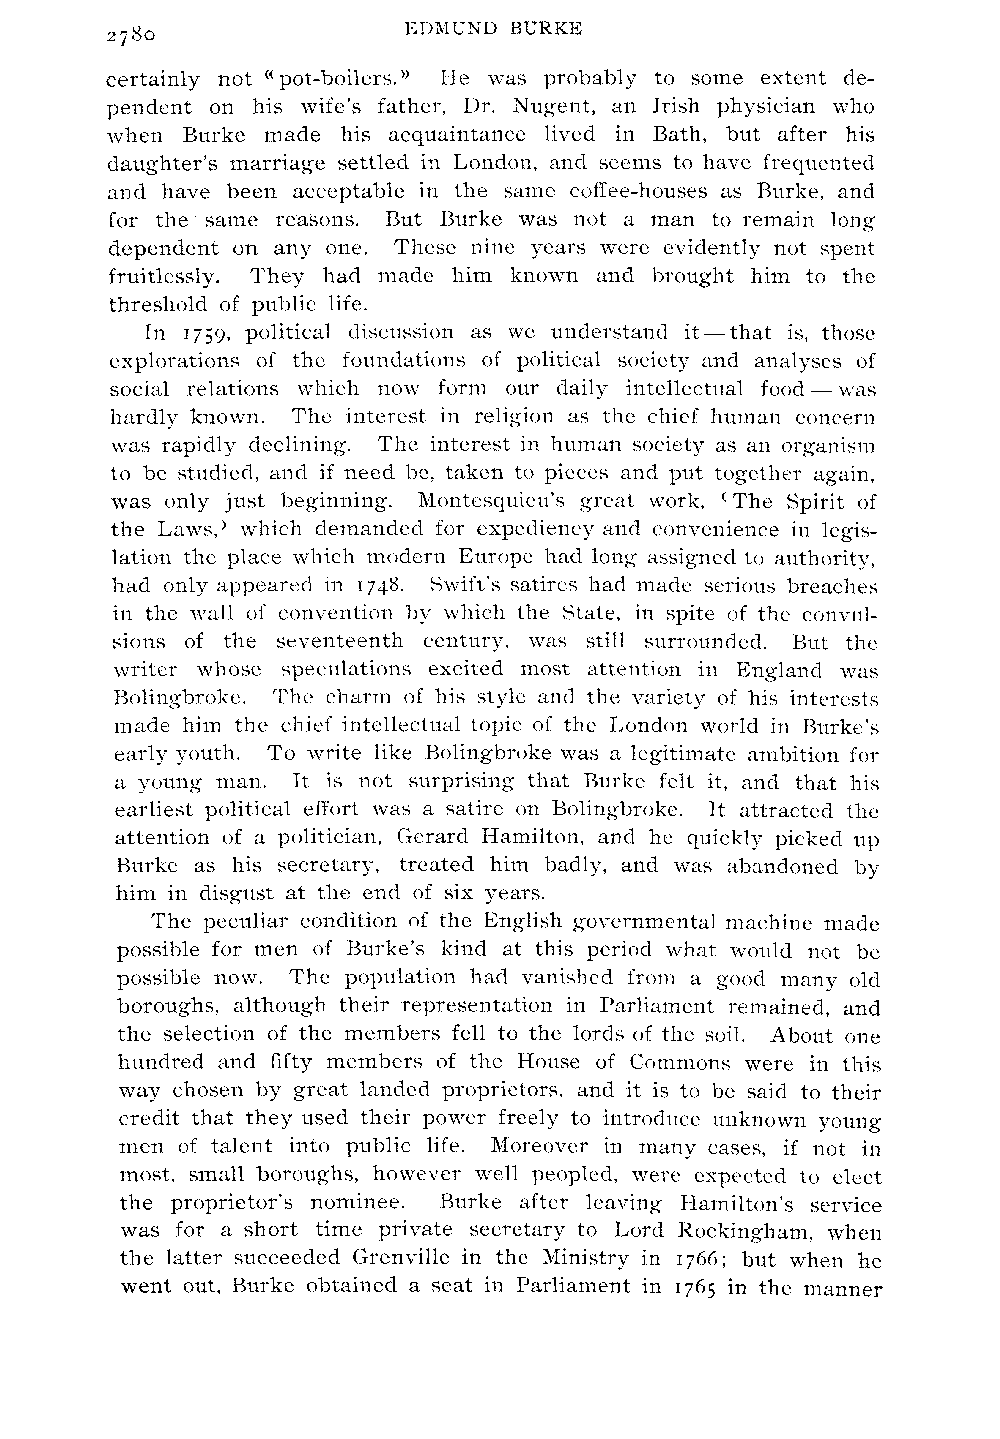 2780
EDMUND BURKE
certainly not «pot-boilers.» He was probably to some extent de-
pendent on his wife's father, Dr. Nugent, an Irish physician who
when Burke made his acquaintance lived in Bath, but after his
daughter's marriage settled in London, and seems to have frequented
and have been acceptable in the same coffee-houses as Burke, and
for the same reasons. But Burke was not a man to remain long
dependent on any one. These nine years were evidently not spent
fruitlessly. They had made him known and brought him to the
threshold of public life.
In 1759, political discussion as we understand it — that is, those
explorations of the foundations of political society and analyses of
social relations which now form our daily intellectual food — was
hardly known. The interest in religion as the chief human concern
was rapidly declining. The interest in human society as an organism
to be studied, and if need be, taken to pieces and put together again,
was only just beginning. Montesquieu's great work, ‹The Spirit of
the Laws,› which demanded for expediency and convenience in legis-
lation the place which modern Europe had long assigned to authority,
had only appeared in 1748. Swift's satires had made serious breaches
in the wall of convention by which the State, in spite of the convul-
sions of the seventeenth century, was still surrounded. But the
writer whose speculations excited most attention in England was
Bolingbroke. The charm of his style and the variety of his interests
made him the chief intellectual topic of the London world in Burke's
early youth. To write like Bolingbroke was a legitimate ambition for
a young man. It is not surprising that Burke felt it, and that his
earliest political effort was a satire on Bolingbroke. It attracted the
attention of a politician, Gerard Hamilton, and he quickly picked up
Burke as his secretary, treated him badly, and was abandoned by
him in disgust at the end of six years.
The peculiar condition of the English governmental machine made
possible for men of Burke's kind at this period what would not be
possible now. The population had vanished from a good many old
boroughs, although their representation in Parliament remained, and
the selection of the members fell to the lords of the soil. About one
hundred and fifty members of the House of Commons were in this
way chosen by great landed proprietors, and it is to be said to their
credit that they used their power freely to introduce unknown young
men of talent into public life. Moreover in many cases, if not in
most, small boroughs, however well peopled, were expected to elect
the proprietor's nominee. Burke after leaving Hamilton's service
was for a short time private secretary to Lord Rockingham, when
the latter succeeded Grenville in the Ministry in 1766; but when he
went out, Burke obtained a seat in Parliament in 1765 in the manner